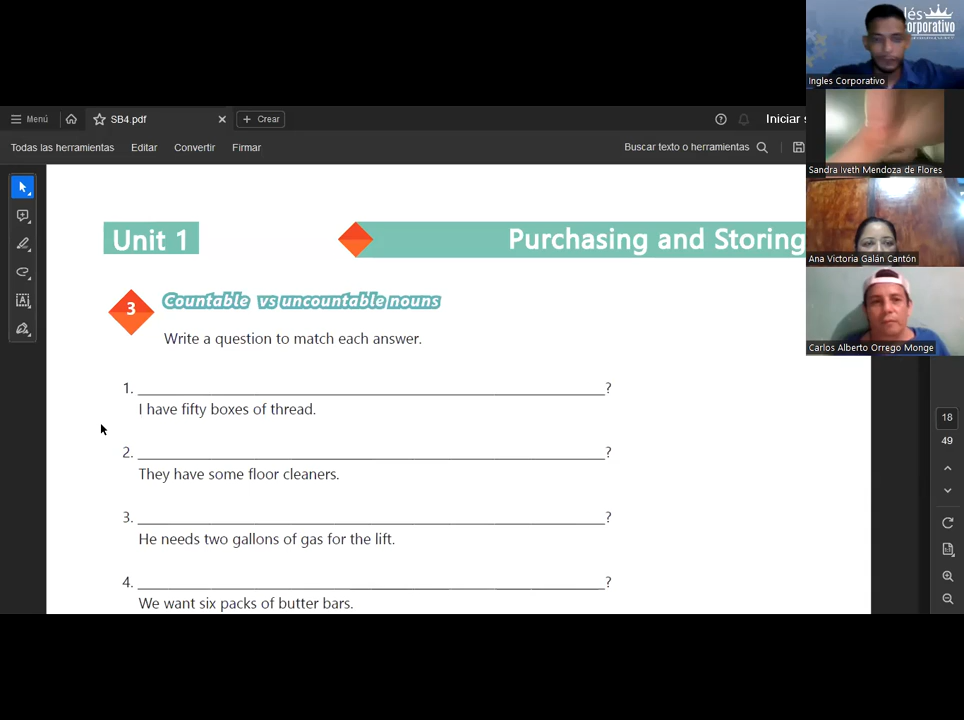 lés
orporativo
Ingles Corporativo
Menú
SB4.pdf
Crear
Iniciar s
Todas las herramientas
Editar
Convertir
Firmar
Buscar texto o herramientas
Sandra Iveth Mendoza de Flores
Unit 1
Purchasing and Storing
Ana Victoria Galán Cantón
3
Countable vs uncountable nouns
Write a question to match each answer.
Carlos Alberto Orrego Monge
1. ?
I have fifty boxes of thread.
18
49
2. ?
They have some floor cleaners.
3. ?
He needs two gallons of gas for the lift.
4. ?
We want six packs of butter bars.